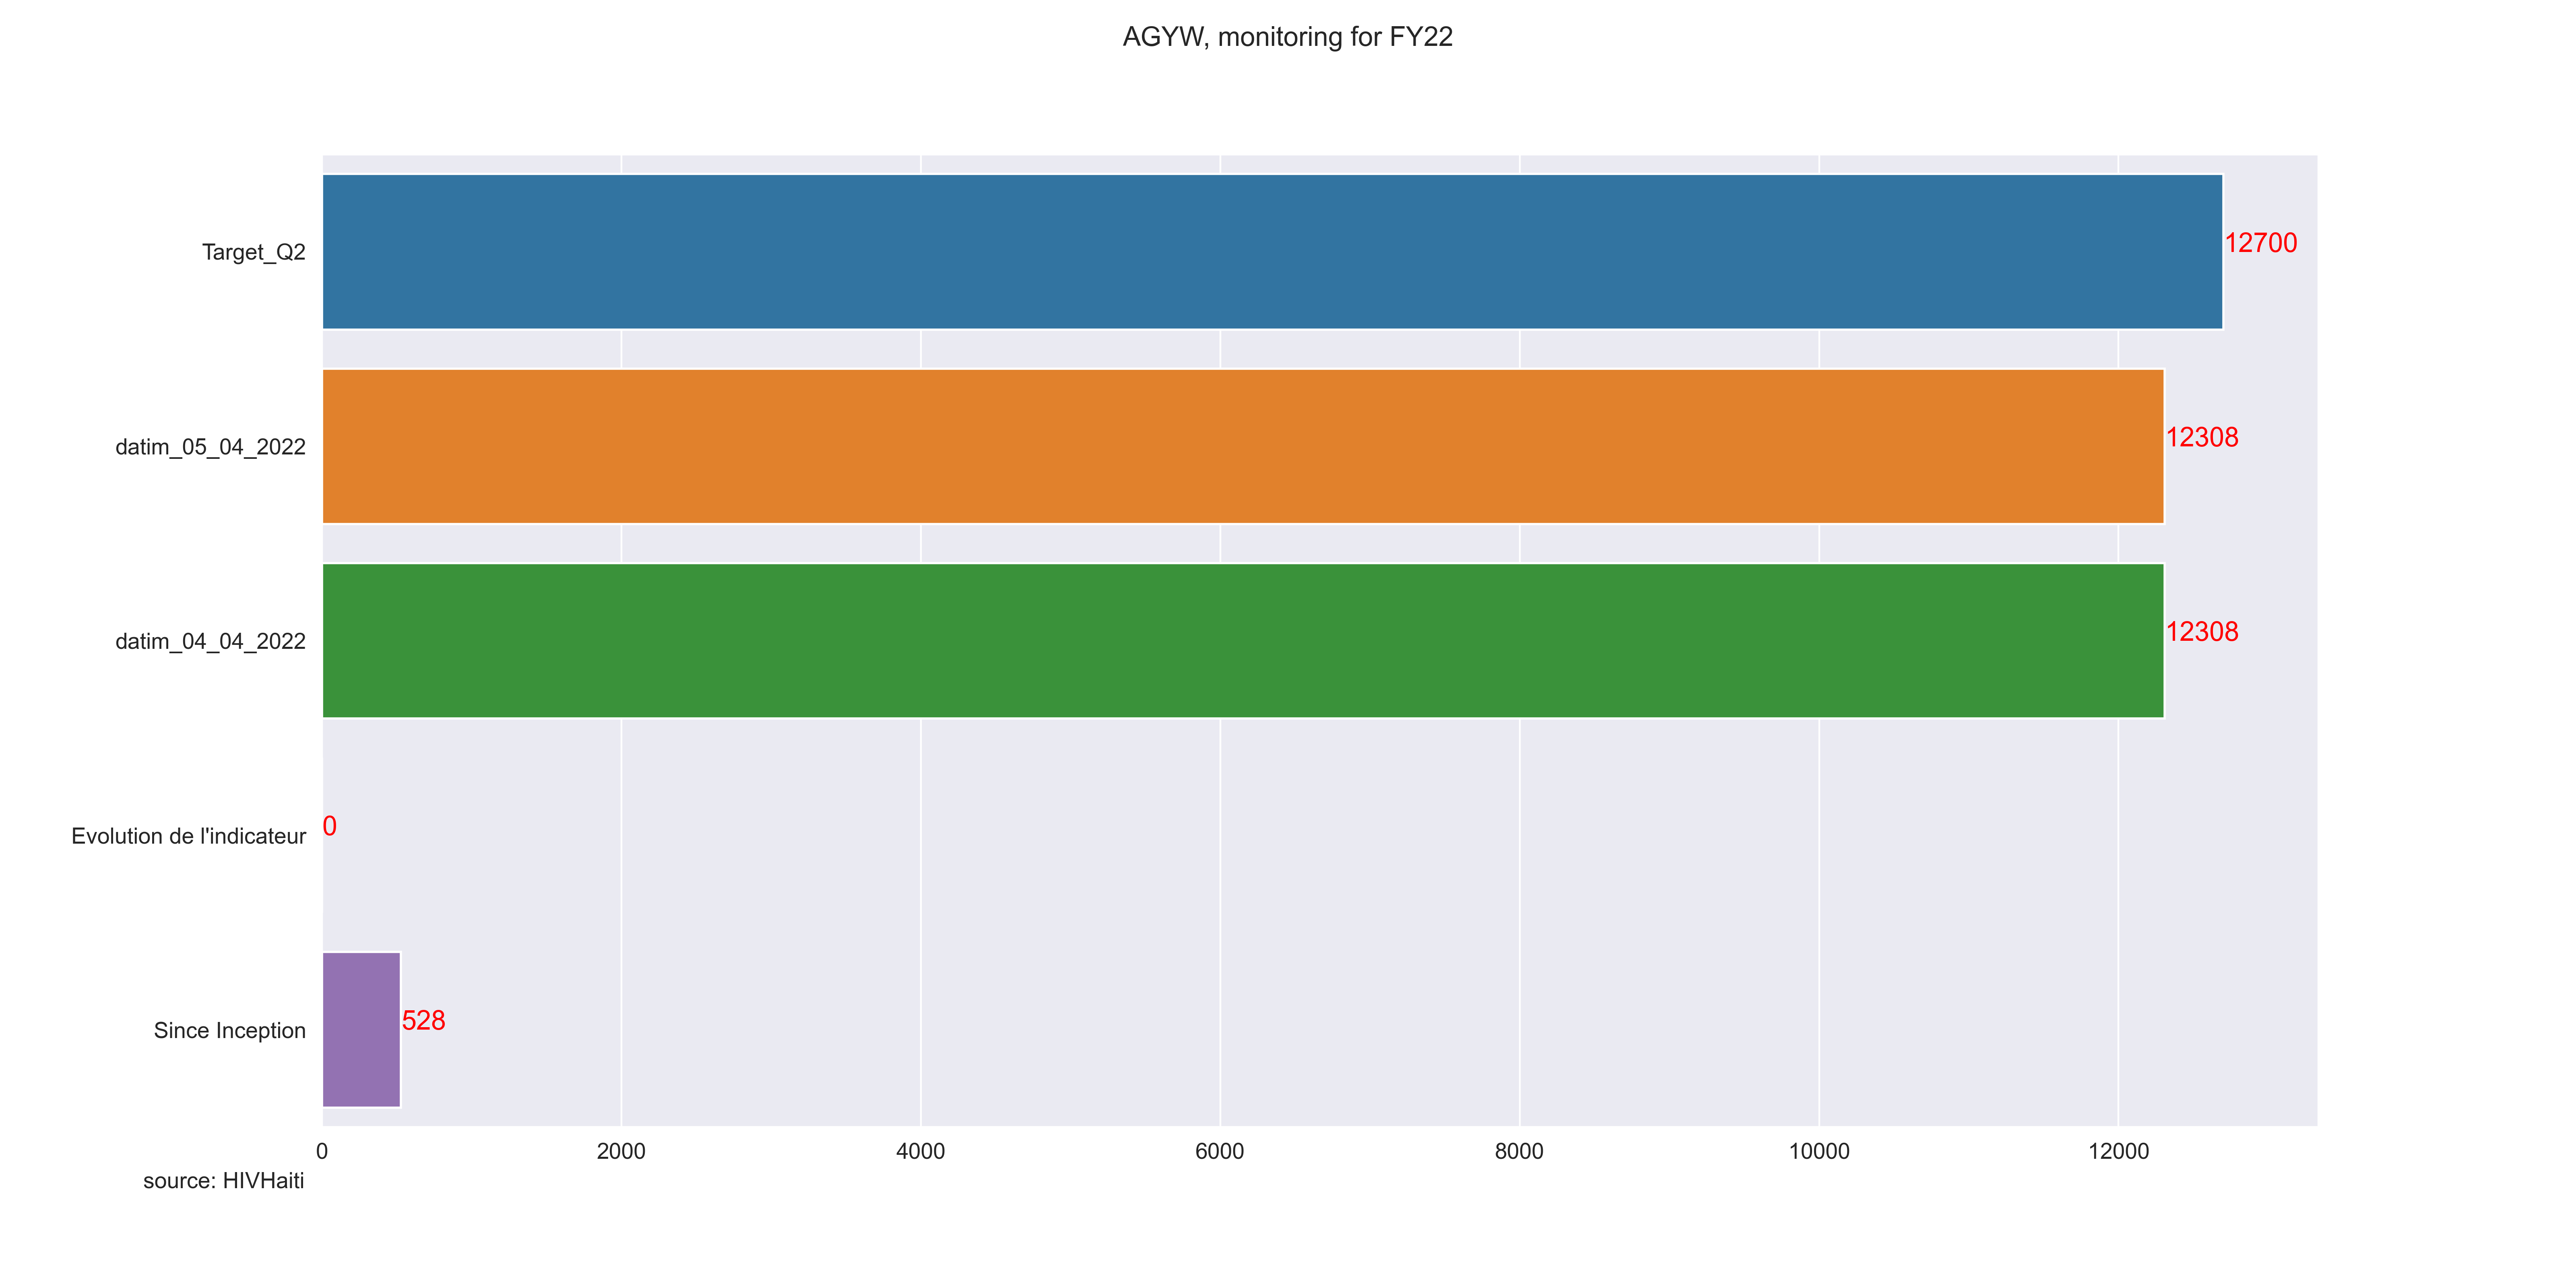 AGYW, monitoring for FY22
Target_Q2
12700
datim_05_04_2022
12308
datim_04_04_2022
12308
Evolution de l'indicateur
0
Since Inception
528
0 2000 4000 6000 8000 10000 12000
source: HIVHaiti